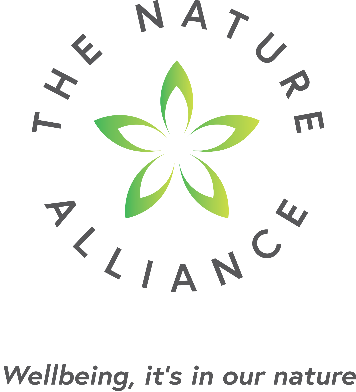 THE NATURE
ALLIANCE
Wellbeing, it's in our nature